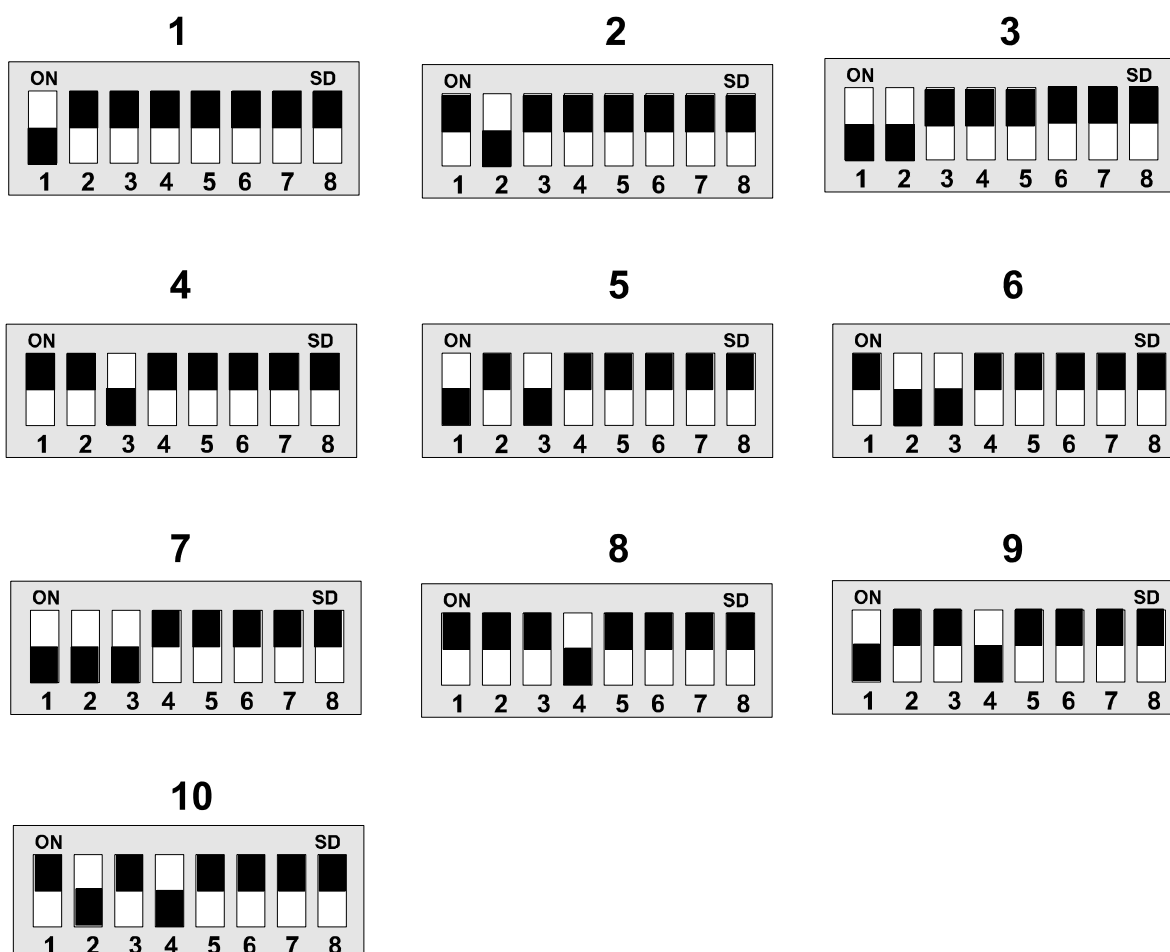 1 2 3
ON SD ON SD ON SD
1 2 3 4 5 6 7 8 1 2 3 4 5 6 7 8 1 2 3 4 5 6 7 8
4 5 6
ON SD ON SD ON SD
1 2 3 4 5 6 7 8 1 2 3 4 5 6 7 8 1 2 3 4 5 6 7 8
7 8 9
ON SD ON SD ON SD
1 2 3 4 5 6 7 8 1 2 3 4 5 6 7 8 1 2 3 4 5 6 7 8
10
ON SD
1 2 3 4 5 6 7 8